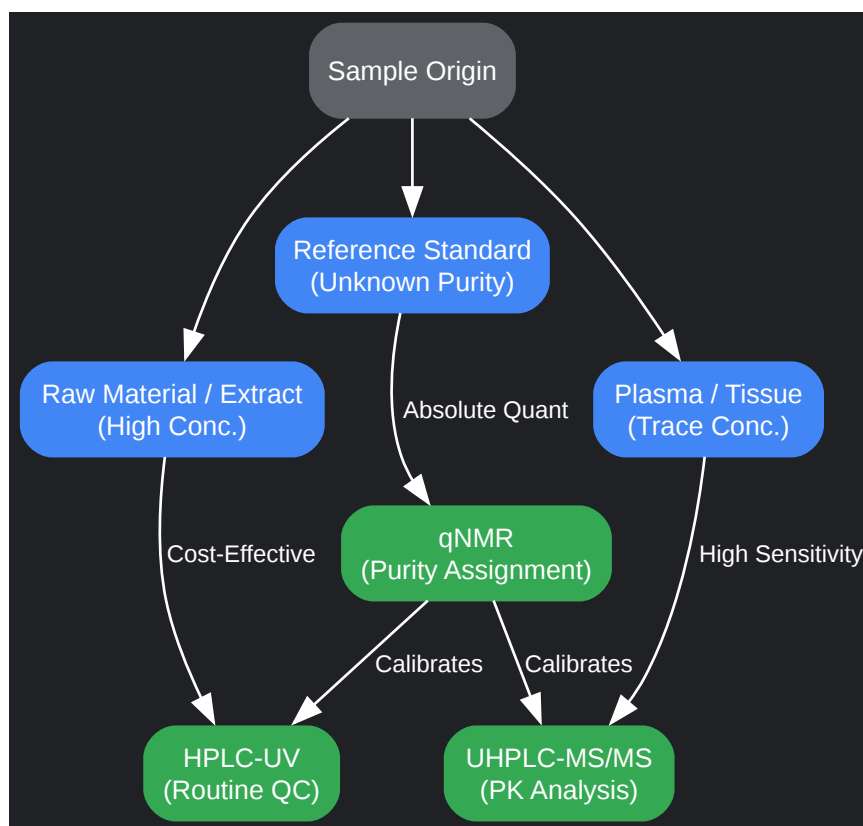 Sample Origin
Reference Standard
(Unknown Purity)
Raw Material / Extract
(High Conc.)
Absolute Quant
Plasma / Tissue
(Trace Conc.)
Cost-Effective
qNMR
(Purity Assignment)
High Sensitivity
Calibrates
Calibrates
HPLC-UV
(Routine QC)
UHPLC-MS/MS
(PK Analysis)